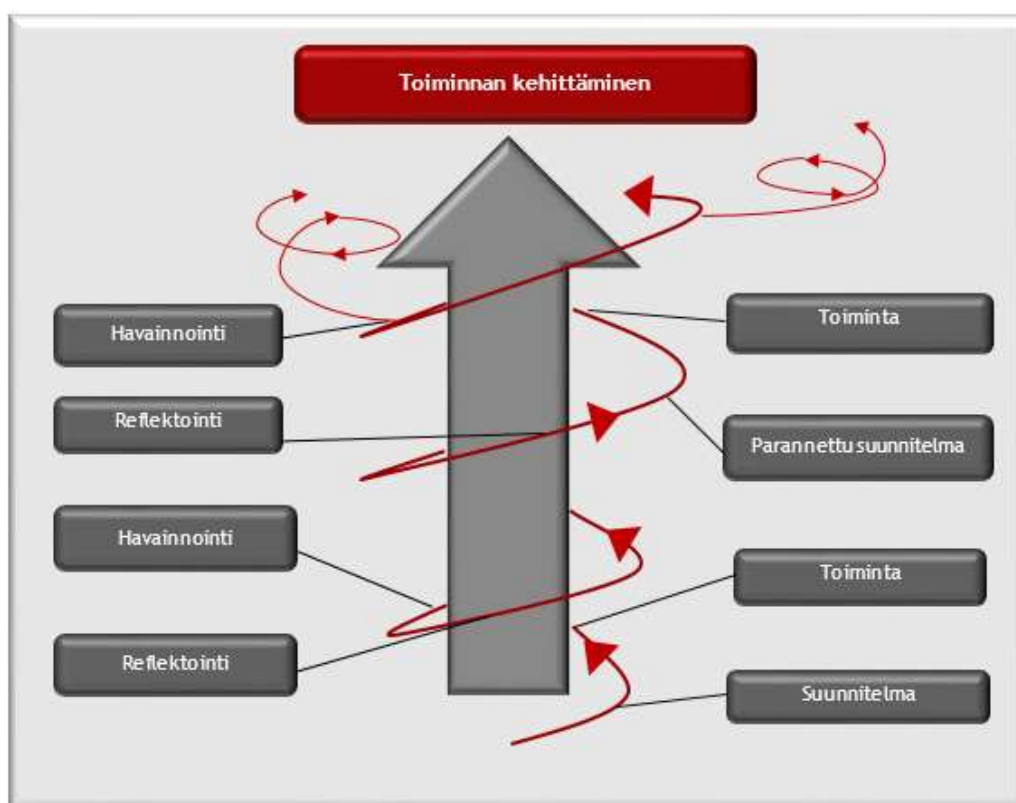 Toiminnan kehittäminen
Havainnointi
Toiminta
Reflektointi
Parannettu suunnitelma
Havainnointi
Toiminta
Reflektointi
Suunnitelma